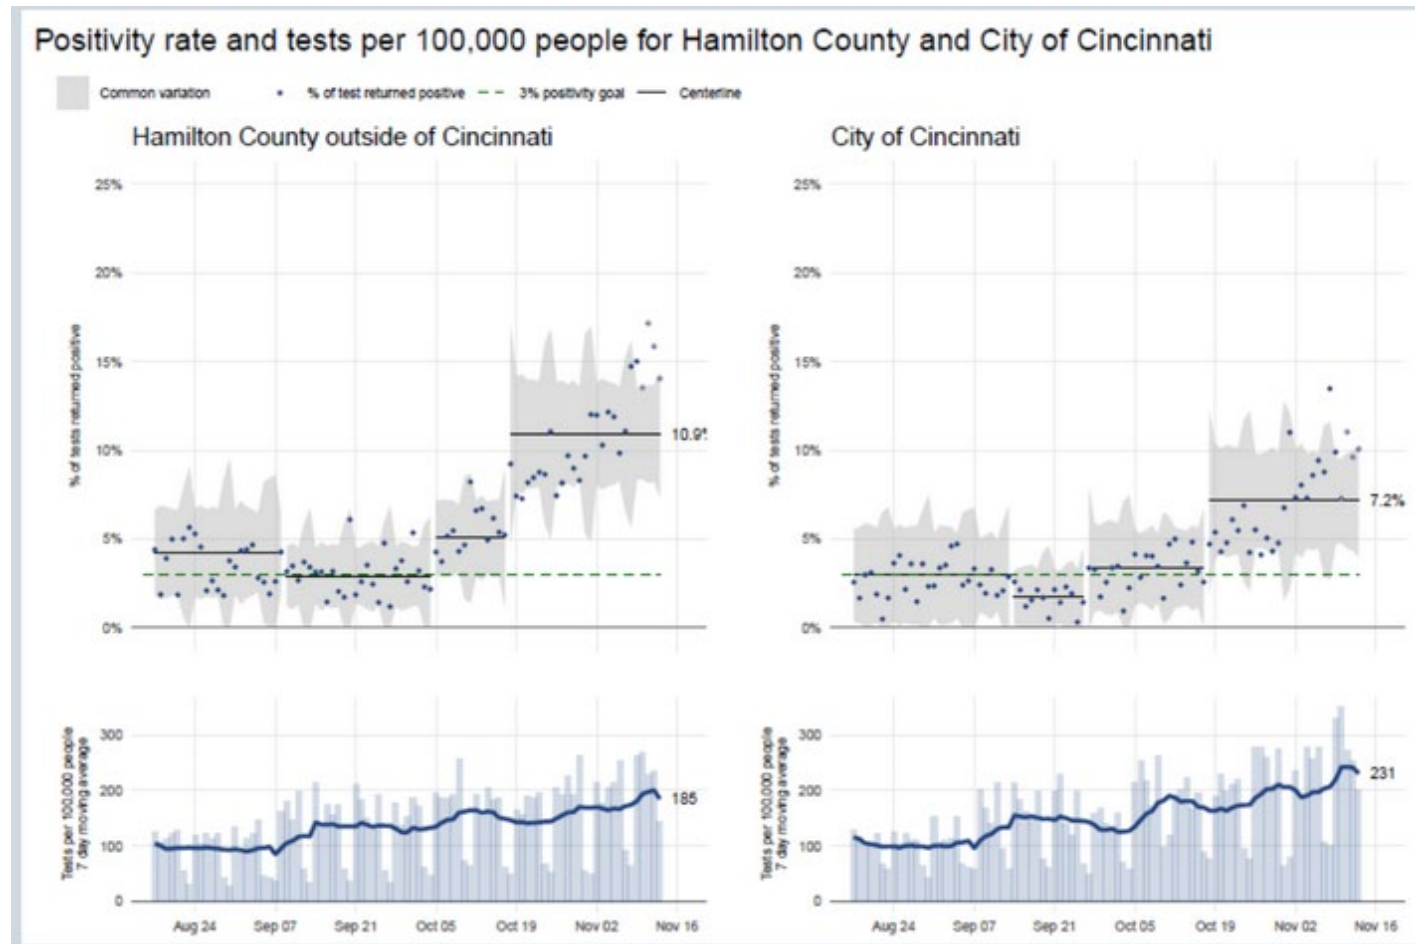 Positivity rate and tests per 100,000 people for Hamilton County and City of Cincinnati
Common variation % of test returned positive 3% positivity goal Centerline
Hamilton County outside of Cincinnati
% of tests returned positive
25%
20%
15%
10%
5%
0%
10.9%
Tests per 100,000 people
7 day moving average
300
200
100
0
185
Aug 24 Sep 07 Sep 21 Oct 05 Oct 19 Nov 02 Nov 16
City of Cincinnati
% of tests returned positive
25%
20%
15%
10%
5%
0%
7.2%
Tests per 100,000 people
7 day moving average
300
200
100
0
231
Aug 24 Sep 07 Sep 21 Oct 05 Oct 19 Nov 02 Nov 16